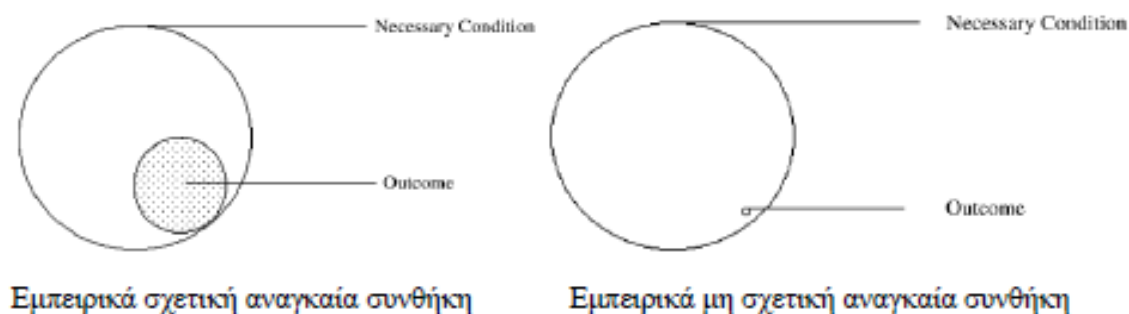 Necessary Condition
Necessary Condition
Outcome
Outcome
Εμπειρικά σχετική αναγκαία συνθήκη
Εμπειρικά μη σχετική αναγκαία συνθήκη